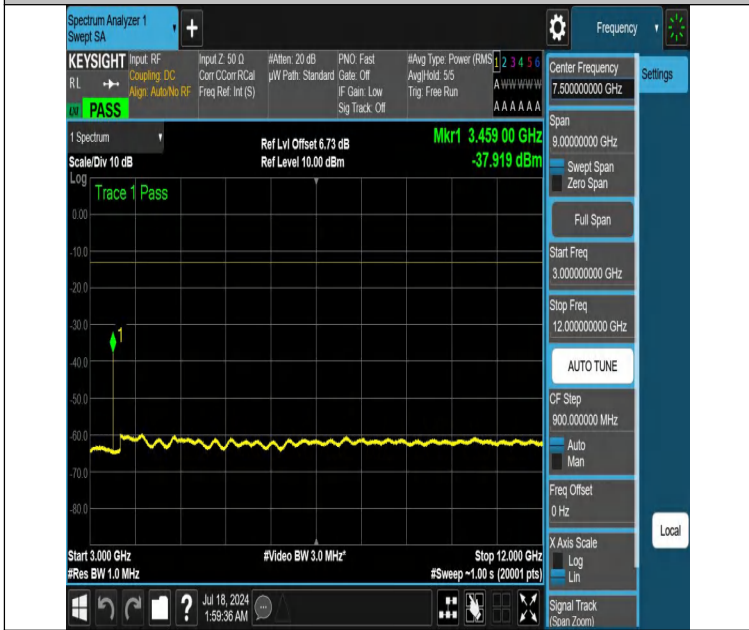 Spectrum Analyzer 1
Swept SA
+
Frequency
KEYSIGHT
RL
PASS
Input: RF
Coupling: DC
Align: Auto/No RF
Input Z: 50 Ω
Corr CCorr RCal
Freq Ref: Int (S)
#Atten: 20 dB
µW Path: Standard
PNO: Fast
Gate: Off
IF Gain: Low
Sig Track: Off
#Avg Type: Power (RMS
Avg|Hold: 5/5
Trig: Free Run
1 2 3 4 5 6
A W W W W W
A A A A A A
1 Spectrum
Scale/Div 10 dB
Log
Ref Lvl Offset 6.73 dB
Ref Level 10.00 dBm
Mkr1 3.459 00 GHz
-37.919 dBm
Trace 1 Pass
0.00
-10.0
-20.0
-30.0
-40.0
-50.0
-60.0
-70.0
-80.0
1
Start 3.000 GHz
#Res BW 1.0 MHz
#Video BW 3.0 MHz*
Stop 12.000 GHz
#Sweep ~1.00 s (20001 pts)
Center Frequency
7.500000000 GHz
Settings
Span
9.00000000 GHz
Swept Span
Zero Span
Full Span
Start Freq
3.000000000 GHz
Stop Freq
12.000000000 GHz
AUTO TUNE
CF Step
900.000000 MHz
Auto
Man
Freq Offset
0 Hz
X Axis Scale
Log
Lin
Signal Track
(Span Zoom)
Local
?
Jul 18, 2024
1:59:36 AM